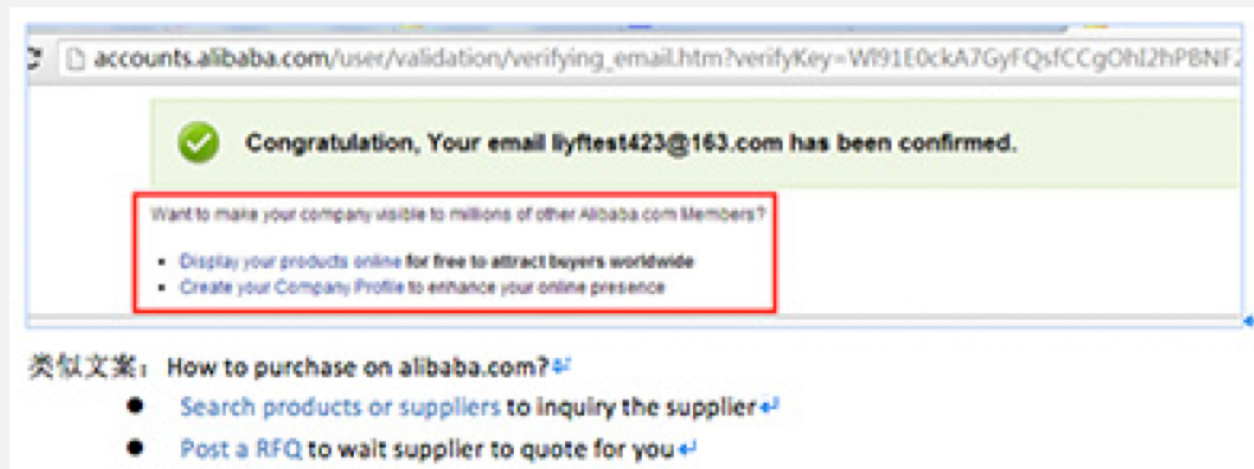 accounts.alibaba.com/user/validation/verifying_email.htm?verifyKey=
Congratulation, Your email liyftest423@163.com has been confirmed.
Want to make your company visible to millions of other Alibaba.com Members?
• Display your products online for free to attract buyers worldwide
• Create your Company Profile to enhance your online presence
类似文案: How to purchase on alibaba.com?
● Search products or suppliers to inquiry the supplier
● Post a RFQ to wait supplier to quote for you